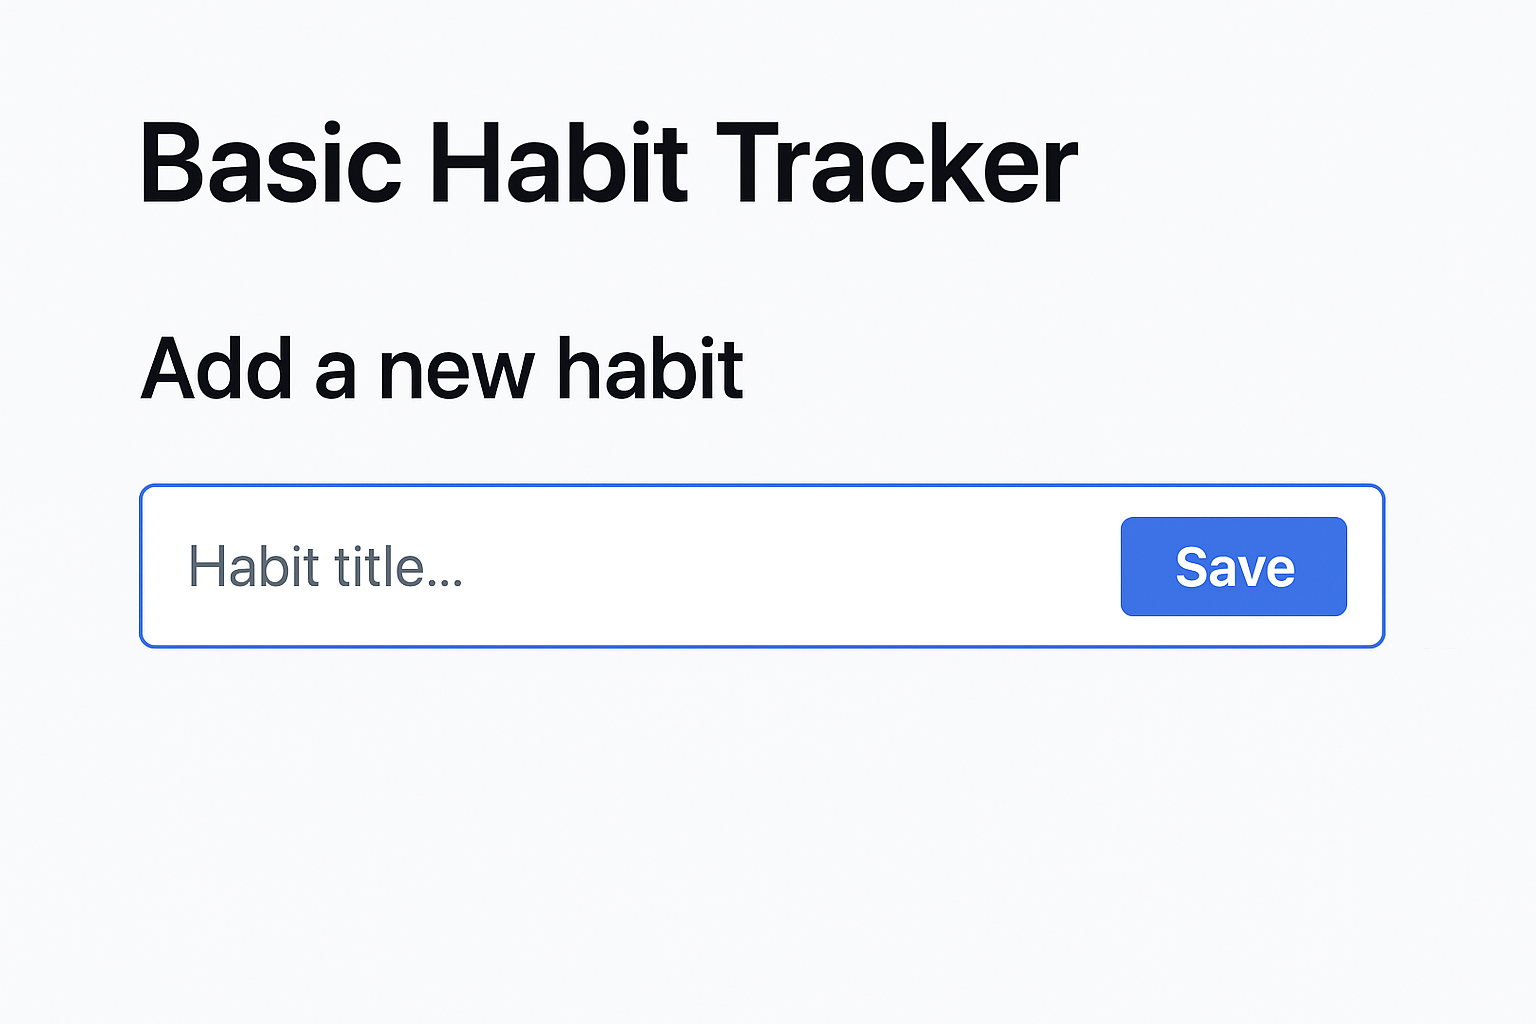 Basic Habit Tracker
Add a new habit
Habit title...
Save